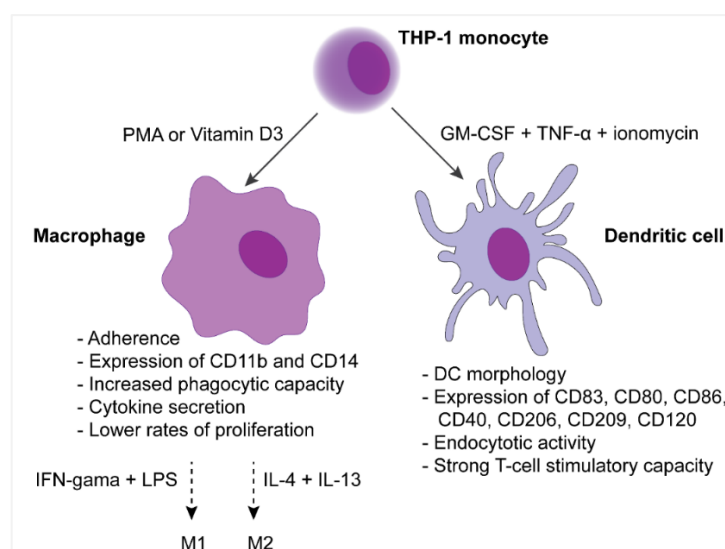 THP-1 monocyte
PMA or Vitamin D3
GM-CSF + TNF-α + ionomycin
Macrophage
Dendritic cell
- Adherence
- Expression of CD11b and CD14
- Increased phagocytic capacity
- Cytokine secretion
- Lower rates of proliferation
- DC morphology
- Expression of CD83, CD80, CD86,
CD40, CD206, CD209, CD120
- Endocytotic activity
- Strong T-cell stimulatory capacity
IFN-gama + LPS
IL-4 + IL-13
M1
M2